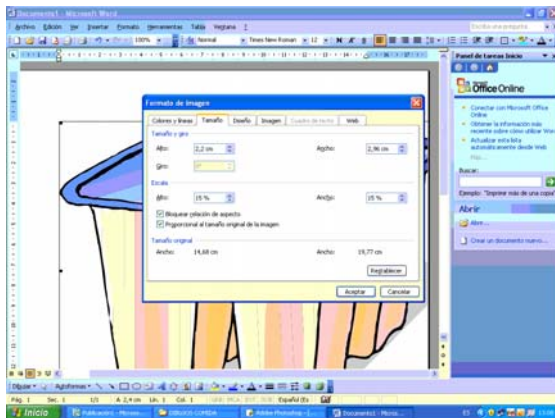 Documento1 - Microsoft Word
Archivo Edición Ver Insertar Formato Herramientas Tabla Ventana ?
100%
Normal
Times New Roman
12
N K S
Panel de tareas Inicio
Office Online
Conectar con Microsoft Office Online
Obtener la información más reciente sobre cómo utilizar Word
Actualizar esta lista automáticamente desde Web
Más...
Buscar:
Ejemplo: "Imprimir más de una copia"
Abrir
Abrir...
Crear un documento nuevo...
Formato de imagen
Colores y líneas Tamaño Diseño Imagen Cuadro de texto Web
Tamaño y giro
Alto: 2,2 cm Ancho: 2,96 cm
Giro: 0°
Escala
Alto: 15 % Ancho: 15 %
Bloquear relación de aspecto
Proporcional al tamaño original de la imagen
Tamaño original
Ancho: 14,68 cm Ancho: 19,77 cm
Restablecer
Aceptar Cancelar
Dibujar Autoformas
Pág. 1 Sec. 1 1/1 A 2,4 cm Lín. 1 Col. 1 Español (Es
Inicio
DIBUJOS COMIDA
Adobe Photoshop - [
Documento1 - Micros...
ES